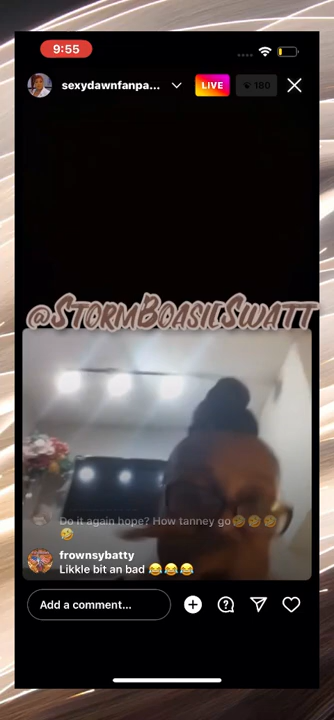 9:55
sexydawnfanpa...
LIVE
180
@STORMBOASILSWATT
Do it again hope? How tanney go🤣🤣🤣
🤣
frownsybatty
Likkle bit an bad 😂😂😂
Add a comment...